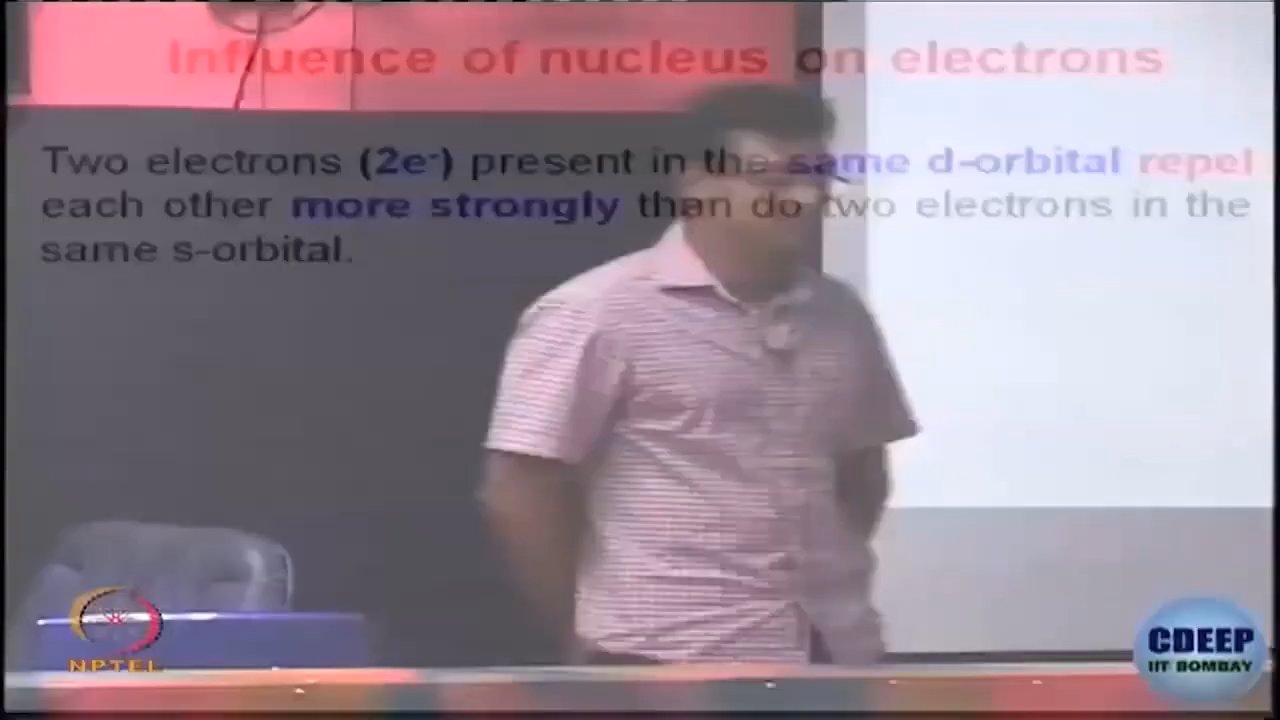 Influence of nucleus on electrons
Two electrons (2e-) present in the same d-orbital repel
each other more strongly than do two electrons in the
same s-orbital.
NPTEL
CDEEP
IIT BOMBAY